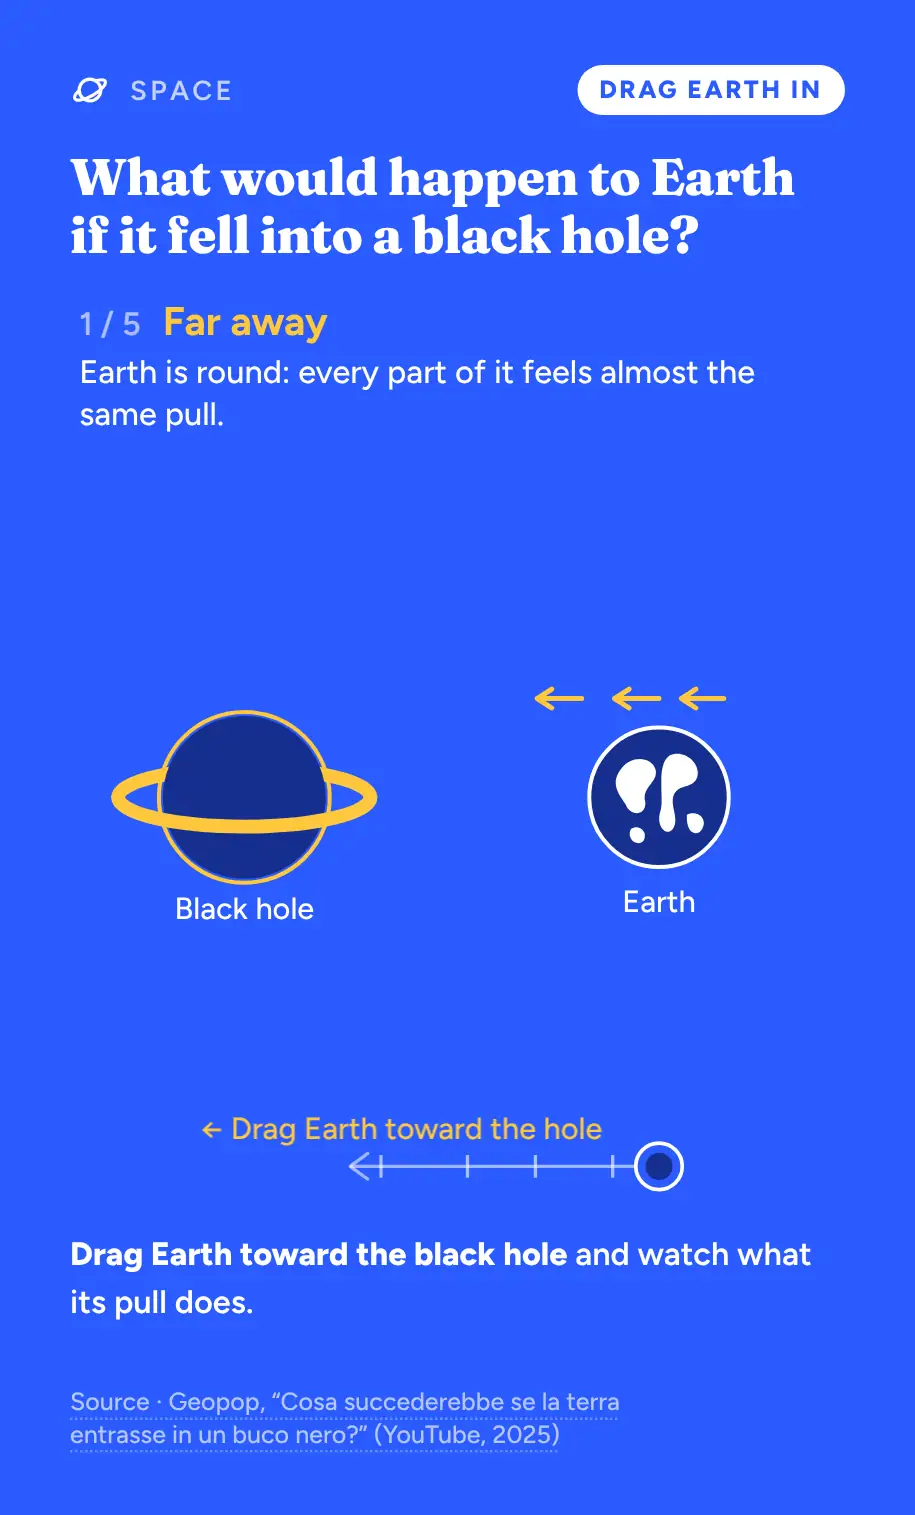 SPACE
DRAG EARTH IN
What would happen to Earth
if it fell into a black hole?
1 / 5 Far away
Earth is round: every part of it feels almost the
same pull.
Black hole
Earth
← Drag Earth toward the hole
Drag Earth toward the black hole and watch what
its pull does.
Source · Geopop, “Cosa succederebbe se la terra
entrasse in un buco nero?” (YouTube, 2025)